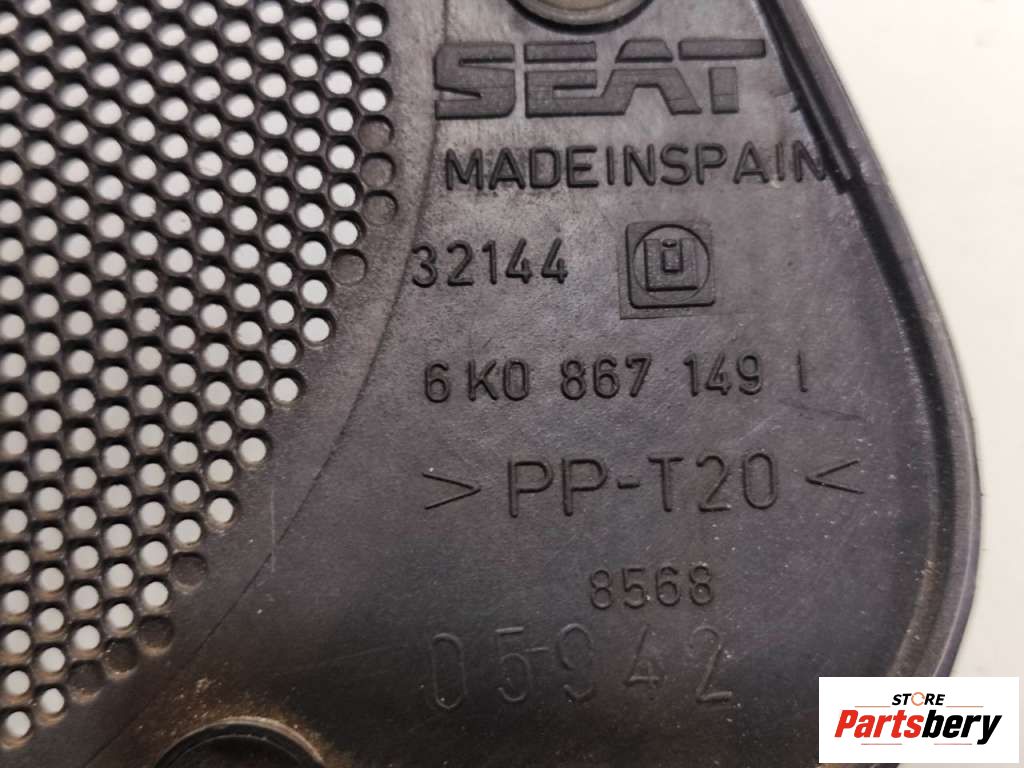 SEAT
MADEINSPAIN
32144
6K0 867 149 I
>PP-T20<
8568
05942
STORE
Partsbery